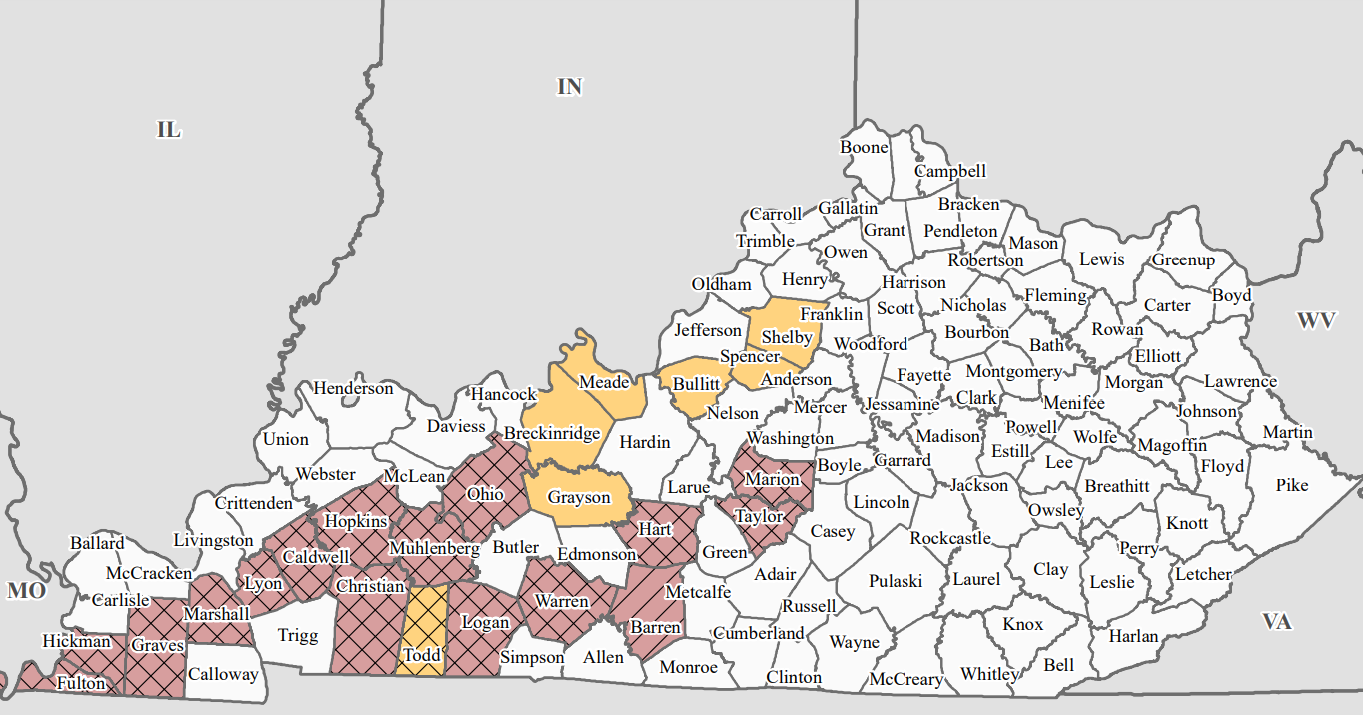 IN
IL
Boone
Campbell
Bracken
Gallatin
Carroll
Grant
Pendleton
Trimble
Mason
Owen
Robertson
Lewis
Greenup
Oldham
Henry
Harrison
Fleming
Boyd
Nicholas
Carter
Scott
Franklin
WV
Jefferson
Shelby
Bourbon
Rowan
Woodford
Bath
Spencer
Elliott
Montgomery
Fayette
Anderson
Meade
Bullitt
Morgan
Lawrence
Henderson
Hancock
Clark
Menifee
Jessamine
Mercer
Nelson
Johnson
Daviess
Powell
Martin
Breckinridge
Washington
Madison
Wolfe
Union
Hardin
Magoffin
Estill
Garrard
Lee
Boyle
Floyd
Webster
McLean
Marion
Larue
Jackson
Breathitt
Pike
Ohio
Grayson
Crittenden
Lincoln
Owsley
Taylor
Hopkins
Knott
Hart
Casey
Rockcastle
Livingston
Ballard
Butler
Muhlenberg
Perry
Green
Edmonson
Caldwell
Clay
McCracken
Adair
Letcher
Laurel
Pulaski
Leslie
Lyon
Christian
MO
Metcalfe
Carlisle
Warren
Russell
Marshall
Logan
VA
Knox
Barren
Cumberland
Trigg
Harlan
Hickman
Wayne
Graves
Todd
Simpson
Allen
Bell
Monroe
Calloway
Whitley
Clinton
McCreary
Fulton